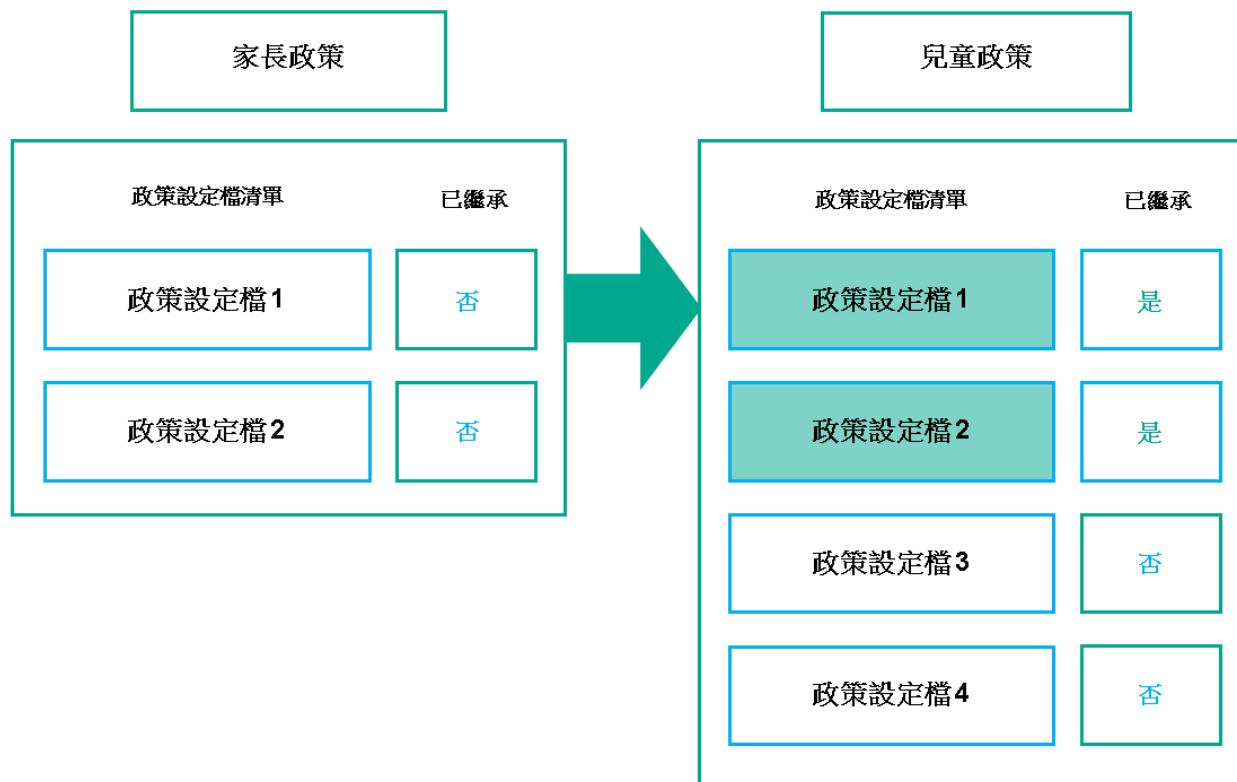 家長政策
政策設定檔清單 已繼承
政策設定檔1 否
政策設定檔2 否
兒童政策
政策設定檔清單 已繼承
政策設定檔1 是
政策設定檔2 是
政策設定檔3 否
政策設定檔4 否